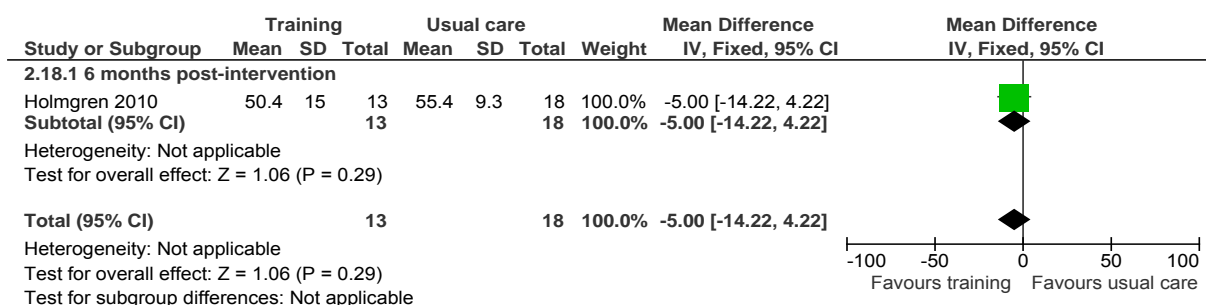 Training Usual care Mean Difference Mean Difference
Study or Subgroup Mean SD Total Mean SD Total Weight IV, Fixed, 95% CI IV, Fixed, 95% CI
2.18.1 6 months post-intervention
Holmgren 2010 50.4 15 13 55.4 9.3 18 100.0% -5.00 [-14.22, 4.22]
Subtotal (95% CI) 13 18 100.0% -5.00 [-14.22, 4.22]
Heterogeneity: Not applicable
Test for overall effect: Z = 1.06 (P = 0.29)
Total (95% CI) 13 18 100.0% -5.00 [-14.22, 4.22]
Heterogeneity: Not applicable
Test for overall effect: Z = 1.06 (P = 0.29)
Test for subgroup differences: Not applicable
-100 -50 0 50 100
Favours training Favours usual care